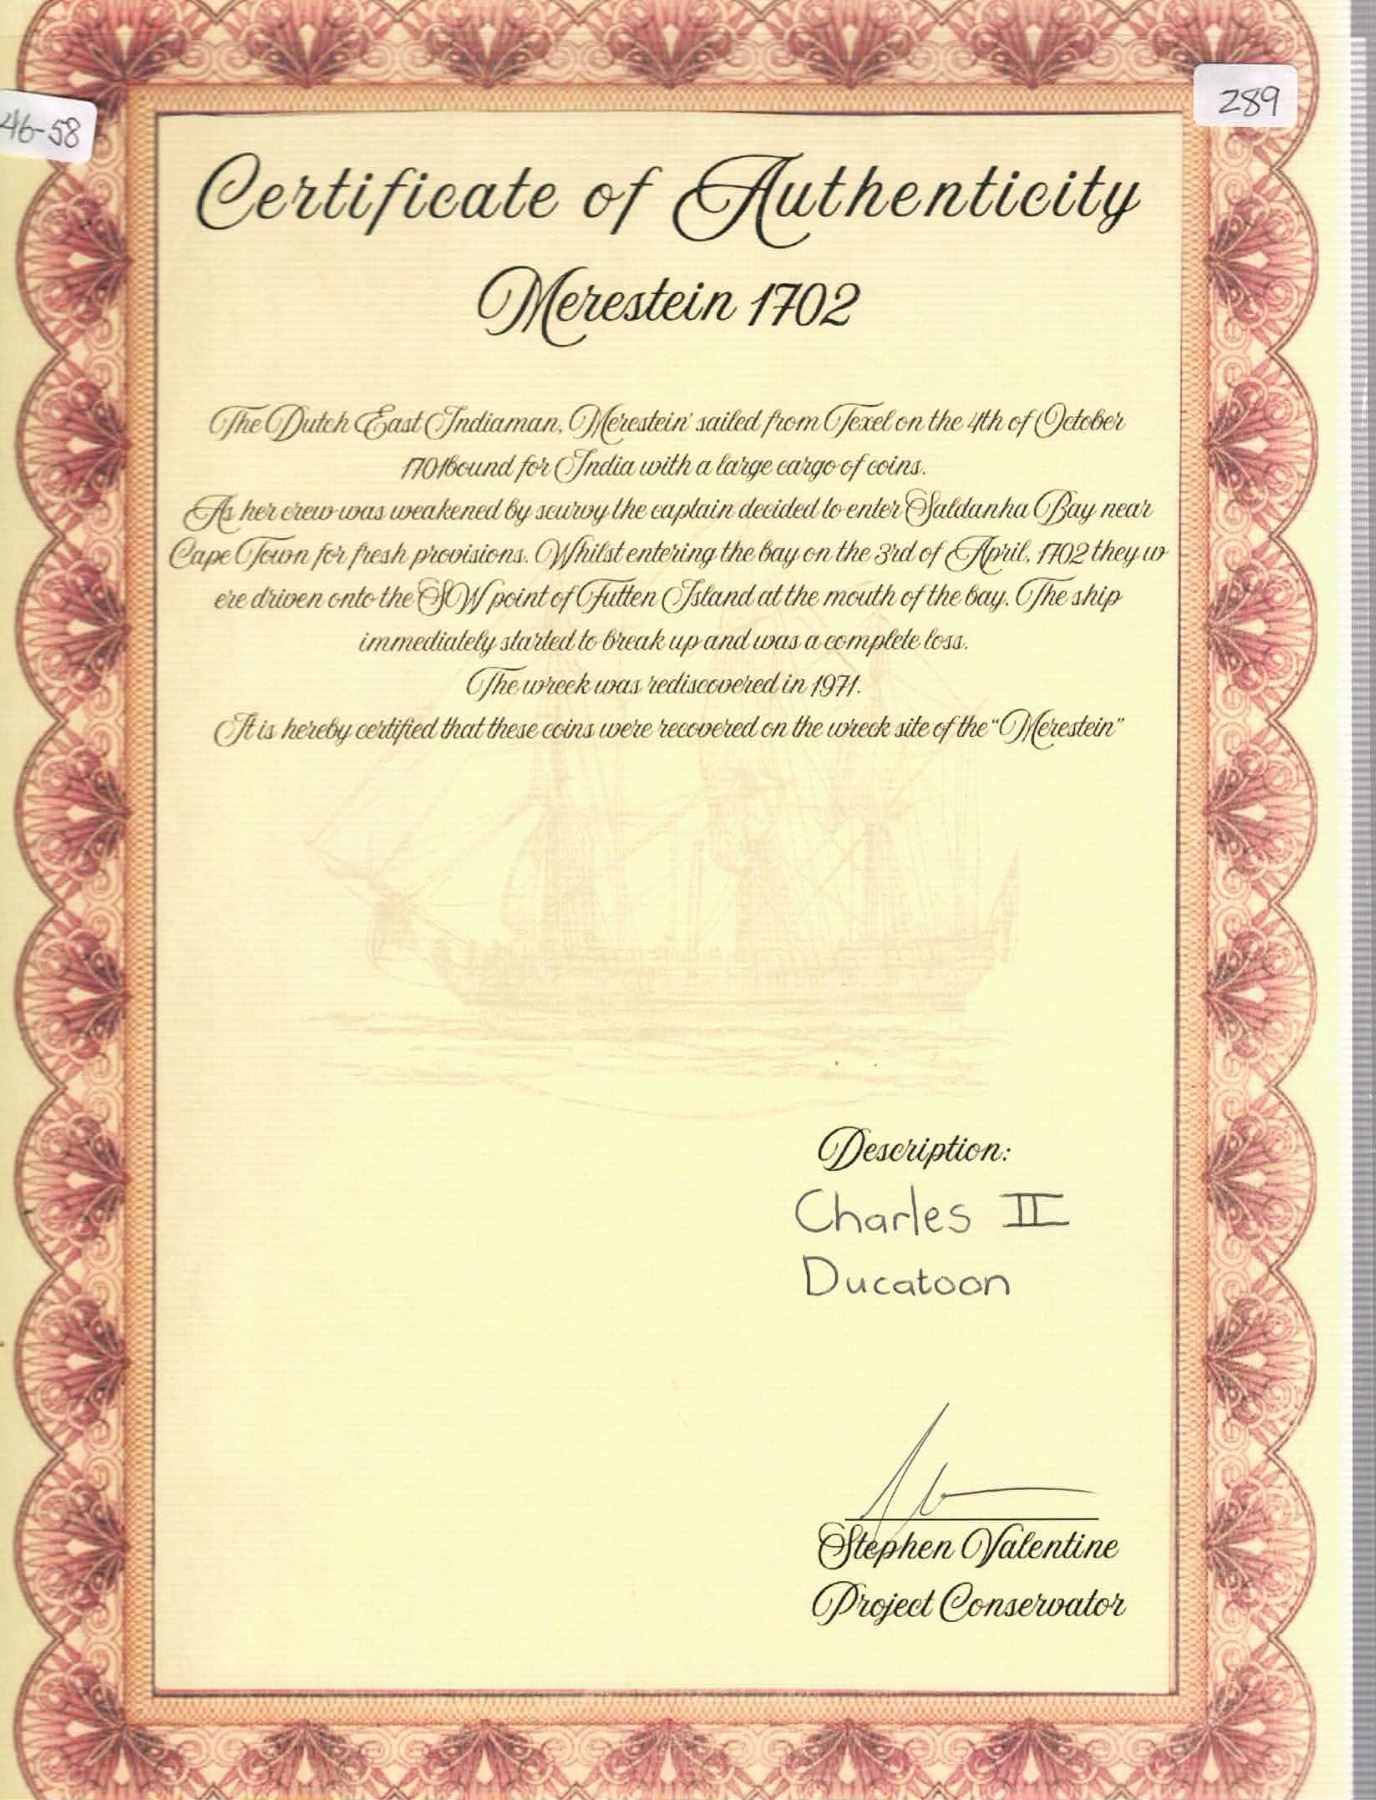 46-58
289
Certificate of Authenticity
Merestein 1702
The Dutch East Indiaman, Merestein' sailed from Texel on the 4th of October
1701bound for India with a large cargo of coins.
As her crew was weakened by scurvy the captain decided to enter Saldanha Bay near
Cape Town for fresh provisions. Whilst entering the bay on the 3rd of April, 1702 they w
ere driven onto the SW point of Futten Island at the mouth of the bay. The ship
immediately started to break up and was a complete loss.
The wreck was rediscovered in 1971.
It is hereby certified that these coins were recovered on the wreck site of the "Merestein"
Description:
Charles II
Ducatoon
Stephen Valentine
Project Conservator